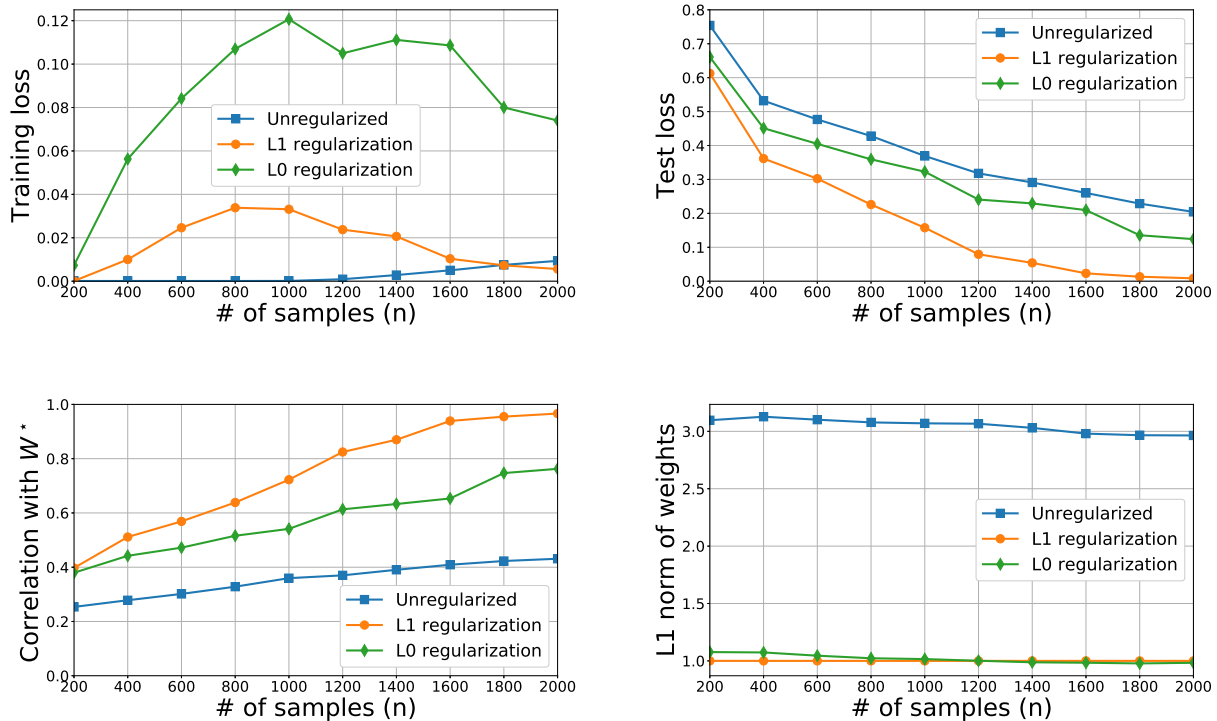 0.12
0.10
0.08
0.06
0.04
0.02
0.00
Training loss
Unregularized
L1 regularization
L0 regularization
200 400 600 800 1000 1200 1400 1600 1800 2000
# of samples (n)
0.8
0.7
0.6
0.5
0.4
0.3
0.2
0.1
0.0
Test loss
Unregularized
L1 regularization
L0 regularization
200 400 600 800 1000 1200 1400 1600 1800 2000
# of samples (n)
1.0
0.8
0.6
0.4
0.2
0.0
Correlation with W⋆
Unregularized
L1 regularization
L0 regularization
200 400 600 800 1000 1200 1400 1600 1800 2000
# of samples (n)
3.0
2.5
2.0
1.5
1.0
L1 norm of weights
Unregularized
L1 regularization
L0 regularization
200 400 600 800 1000 1200 1400 1600 1800 2000
# of samples (n)